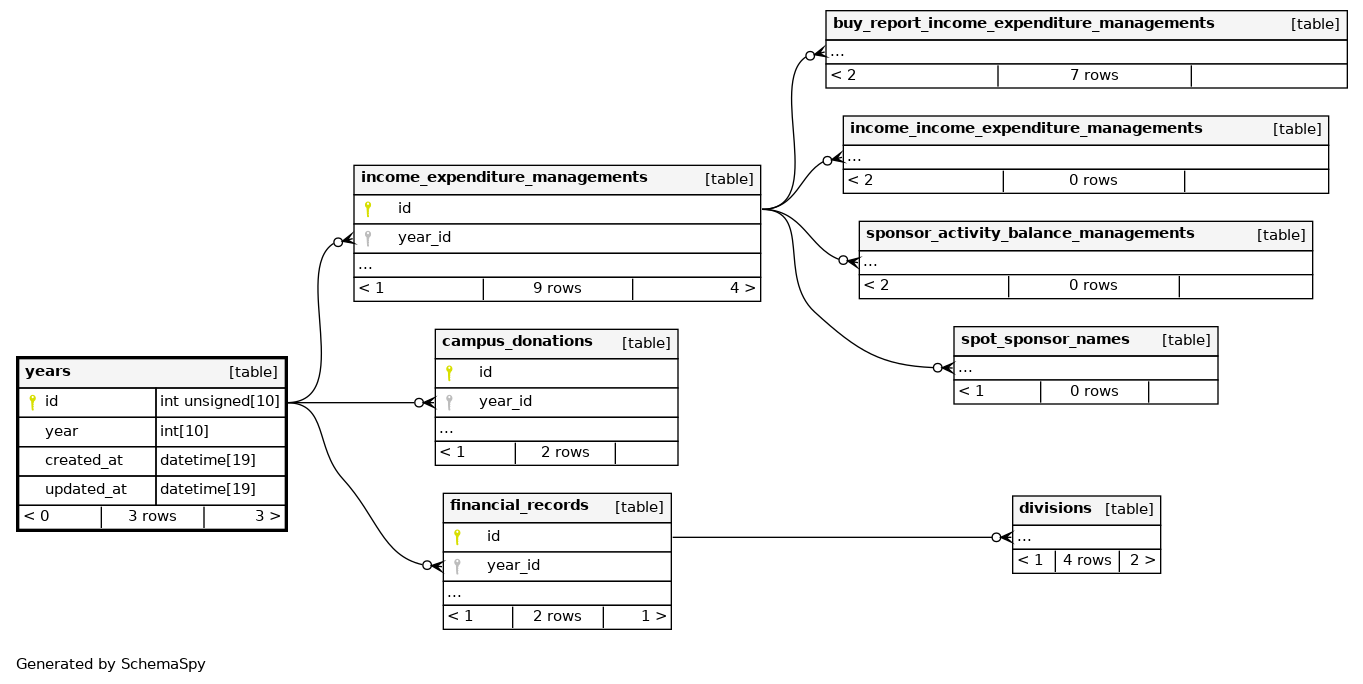 buy_report_income_expenditure_managements [table]
...
< 2 7 rows
income_income_expenditure_managements [table]
...
< 2 0 rows
income_expenditure_managements [table]
id
year_id
...
< 1 9 rows 4 >
sponsor_activity_balance_managements [table]
...
< 2 0 rows
spot_sponsor_names [table]
...
< 1 0 rows
campus_donations [table]
id
year_id
...
< 1 2 rows
years [table]
id int unsigned[10]
year int[10]
created_at datetime[19]
updated_at datetime[19]
< 0 3 rows 3 >
financial_records [table]
id
year_id
...
< 1 2 rows 1 >
divisions [table]
...
< 1 4 rows 2 >
Generated by SchemaSpy